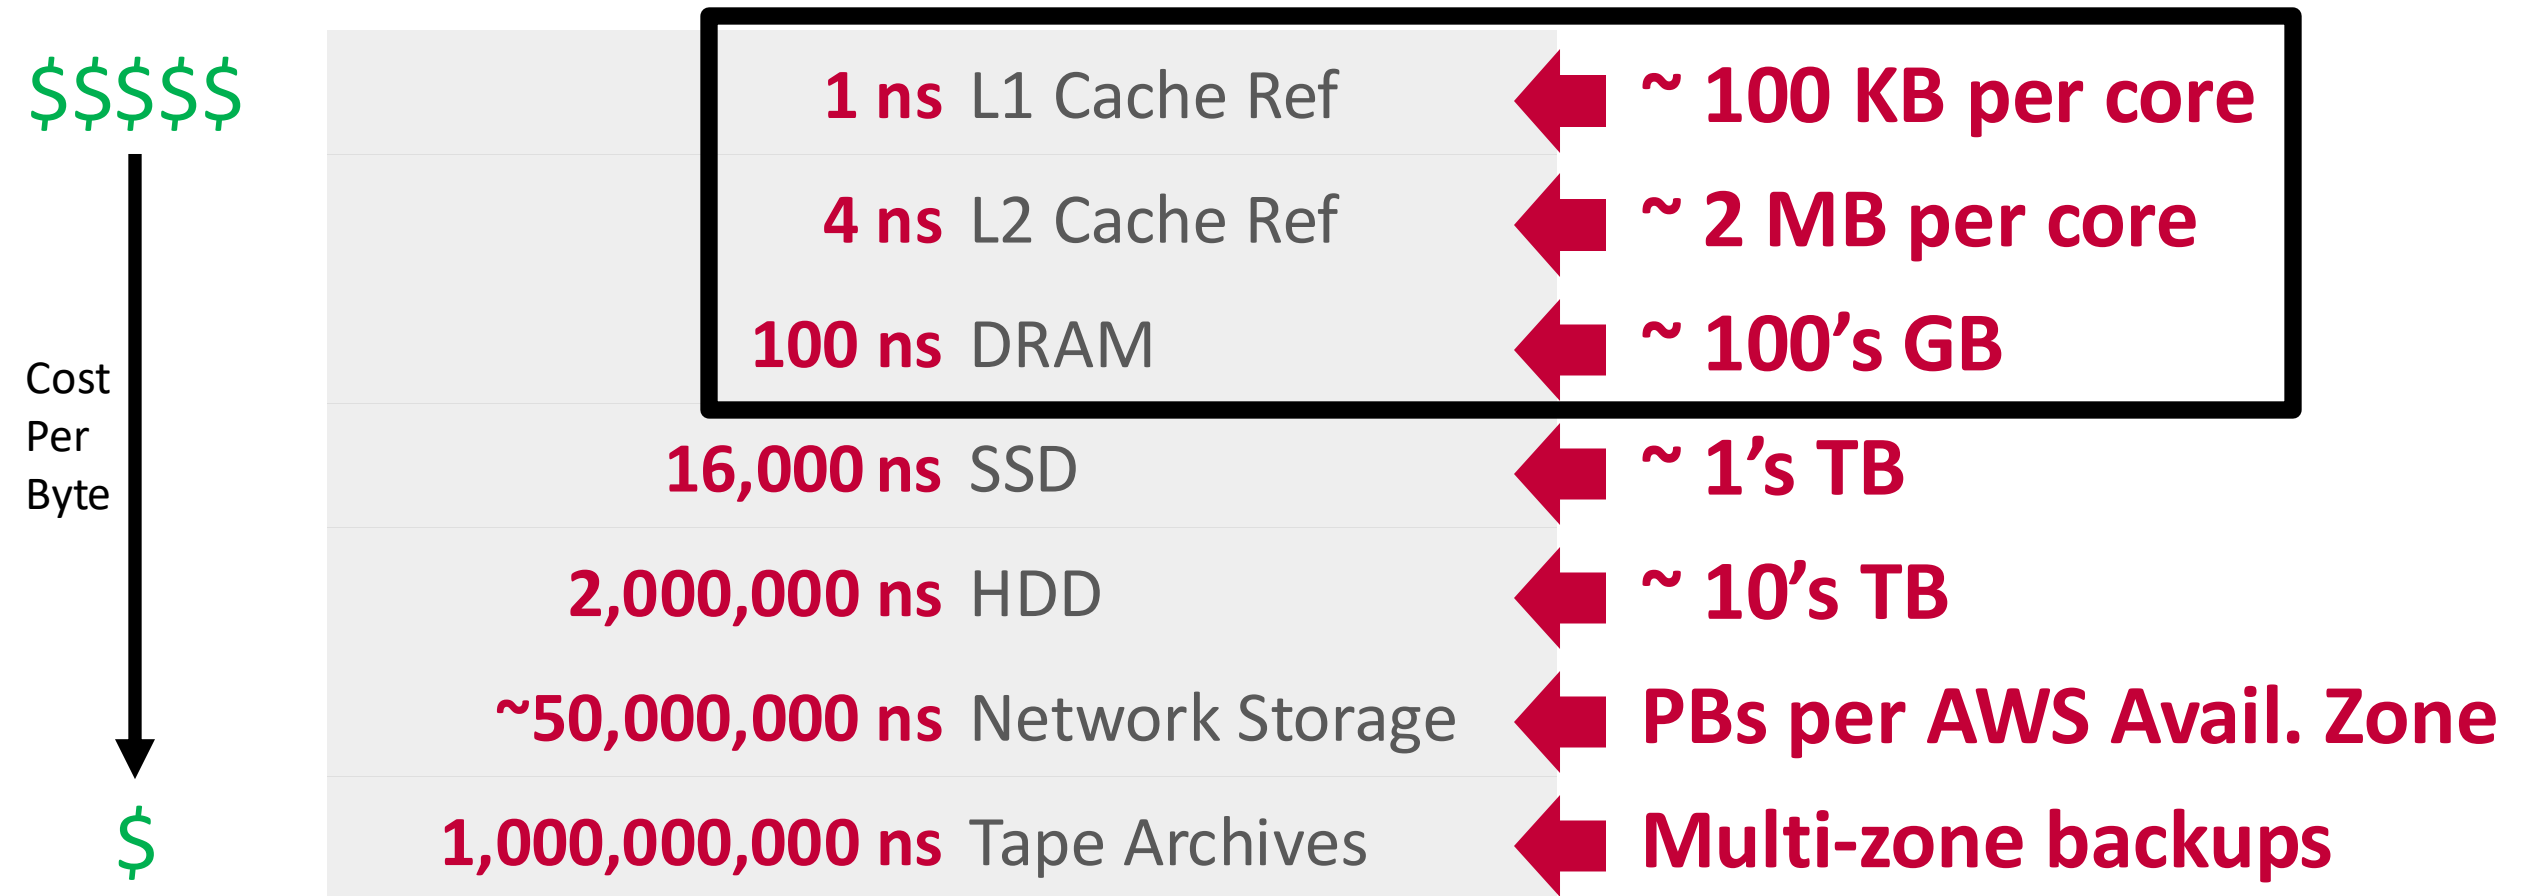 $$$$$
1 ns L1 Cache Ref ~ 100 KB per core
4 ns L2 Cache Ref ~ 2 MB per core
100 ns DRAM ~ 100’s GB
Cost
Per
Byte
16,000 ns SSD ~ 1’s TB
2,000,000 ns HDD ~ 10’s TB
~50,000,000 ns Network Storage PBs per AWS Avail. Zone
$
1,000,000,000 ns Tape Archives Multi-zone backups